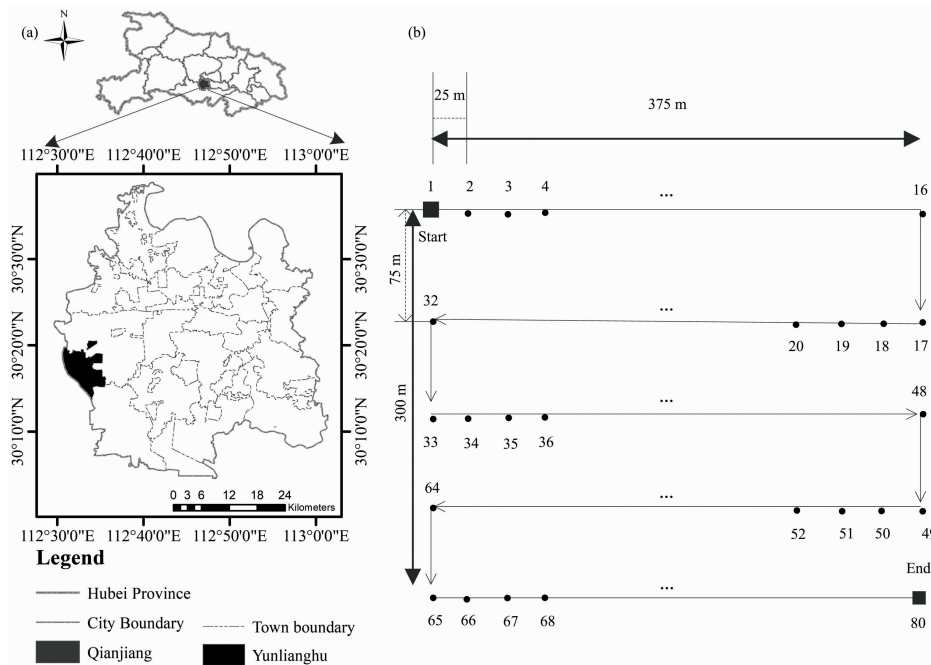 (a)
N
112°30'0"E 112°40'0"E 112°50'0"E 113°0'0"E
30°30'0"N
30°20'0"N
30°10'0"N
30°30'0"N
30°20'0"N
30°10'0"N
0 3 6 12 18 24
Kilometers
112°30'0"E 112°40'0"E 112°50'0"E 113°0'0"E
Legend
Hubei Province
City Boundary
Town boundary
Qianjiang
Yunlianghu
(b)
25 m
375 m
1 2 3 4 ... 16
Start
75 m
32 ...
20 19 18 17
300 m
... 48
33 34 35 36
64 ...
52 51 50 49
... End
65 66 67 68 80